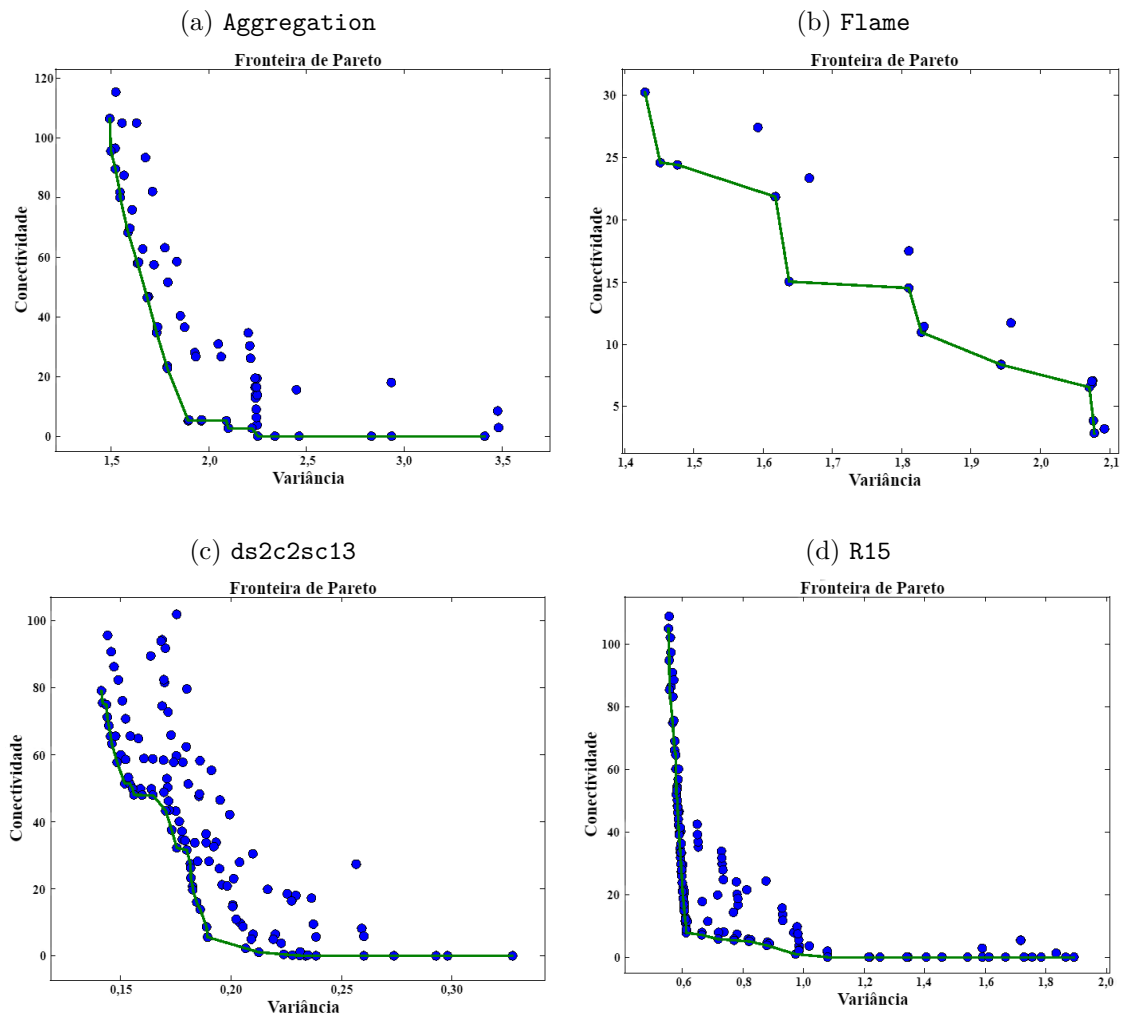 (a) Aggregation
Fronteira de Pareto
120
100
80
60
40
20
0
Conectividade
1,5 2,0 2,5 3,0 3,5
Variância
(b) Flame
Fronteira de Pareto
30
25
20
15
10
5
Conectividade
1,4 1,5 1,6 1,7 1,8 1,9 2,0 2,1
Variância
(c) ds2c2sc13
Fronteira de Pareto
100
80
60
40
20
0
Conectividade
0,15 0,20 0,25 0,30
Variância
(d) R15
Fronteira de Pareto
100
80
60
40
20
0
Conectividade
0,6 0,8 1,0 1,2 1,4 1,6 1,8 2,0
Variância